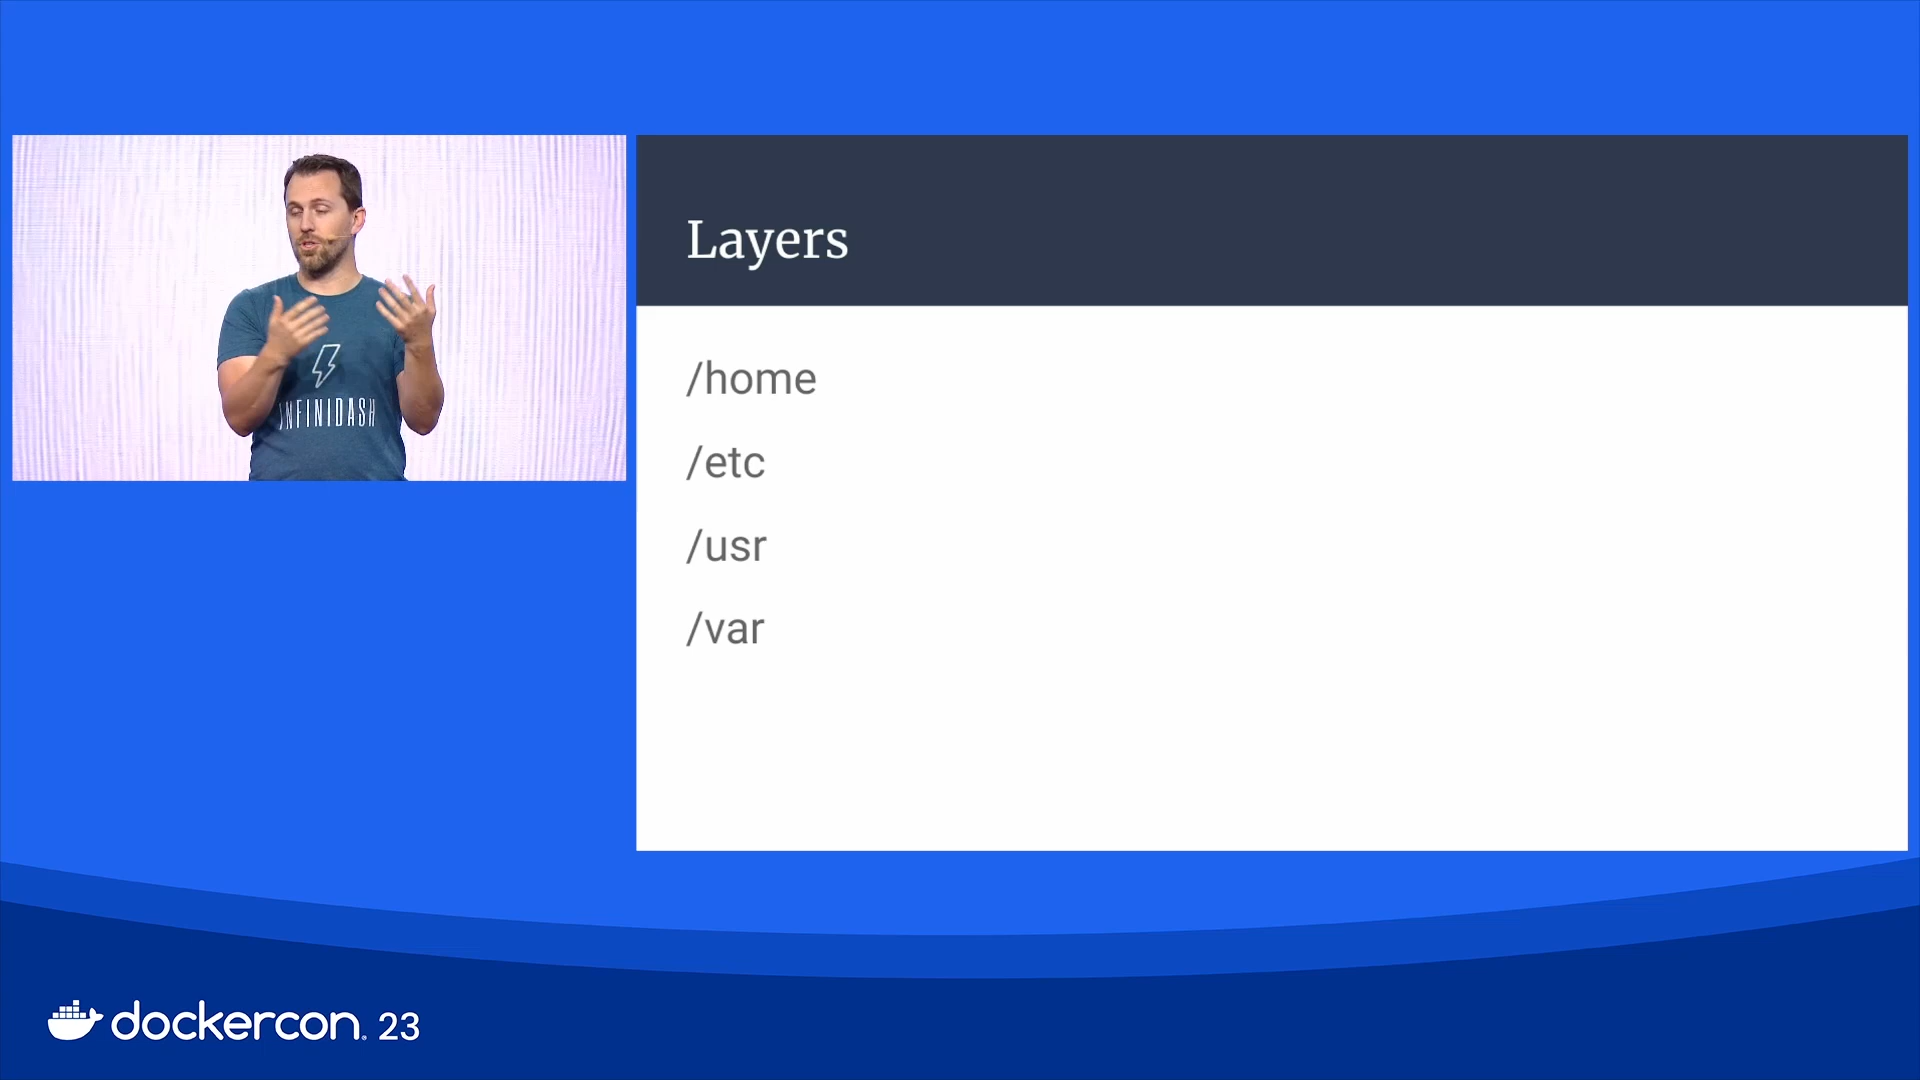 INFINIDASH
Layers
/home
/etc
/usr
/var
dockercon. 23